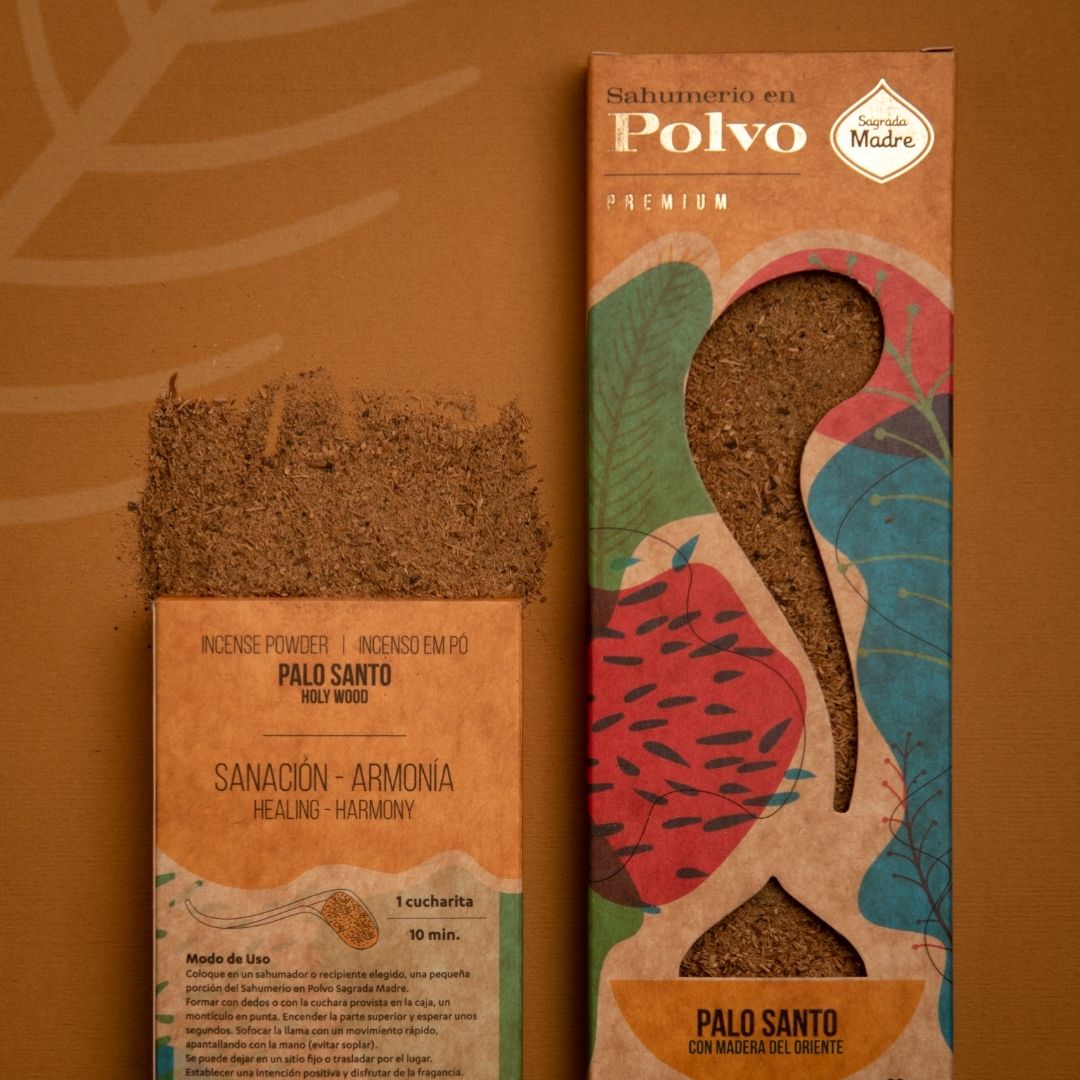 Sahumerio en
Polvo
PREMIUM
Sagrada
Madre
PALO SANTO
CON MADERA DEL ORIENTE
INCENSE POWDER | INCENSO EM PÓ
PALO SANTO
HOLY WOOD
SANACIÓN - ARMONÍA
HEALING - HARMONY
1 cucharita
10 min.
Modo de Uso
Coloque en un sahumador o recipiente elegido, una pequeña
porción del Sahumerio en Polvo Sagrada Madre.
Formar con dedos o con la cuchara provista en la caja, un
montículo en punta. Encender la parte superior y esperar unos
segundos. Sofocar la llama con un movimiento rápido,
apantallando con la mano (evitar soplar).
Se puede dejar en un sitio fijo o trasladar por el lugar.
Establecer una intención positiva y disfrutar de la fragancia.